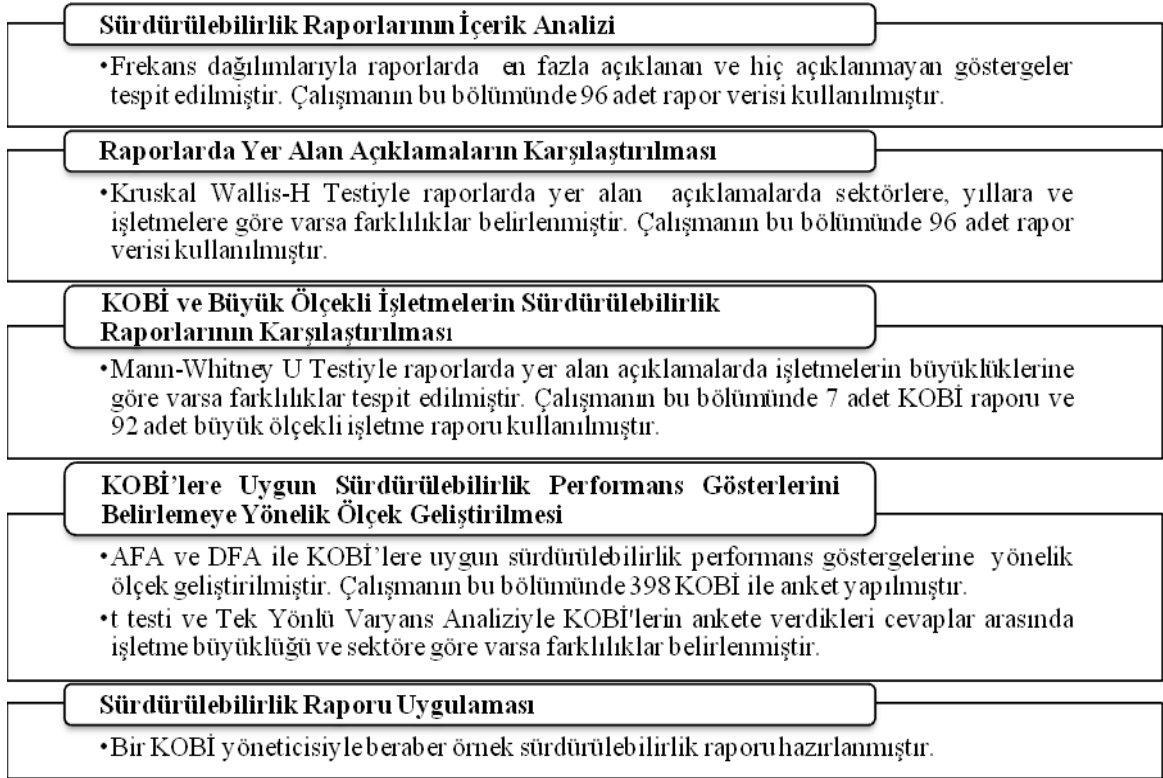 Sürdürülebilirlik Raporlarının İçerik Analizi
•Frekans dağılımlarıyla raporlarda en fazla açıklanan ve hiç açıklanmayan göstergeler
tespit edilmiştir. Çalışmanın bu bölümünde 96 adet rapor verisi kullanılmıştır.
Raporlarda Yer Alan Açıklamaların Karşılaştırılması
•Kruskal Wallis-H Testiyle raporlarda yer alan açıklamalarda sektörlere, yıllara ve
işletmelere göre varsa farklılıklar belirlenmiştir. Çalışmanın bu bölümünde 96 adet rapor
verisi kullanılmıştır.
KOBİ ve Büyük Ölçekli İşletmelerin Sürdürülebilirlik
Raporlarının Karşılaştırılması
•Mann-Whitney U Testiyle raporlarda yer alan açıklamalarda işletmelerin büyüklüklerine
göre varsa farklılıklar tespit edilmiştir. Çalışmanın bu bölümünde 7 adet KOBİ raporu ve
92 adet büyük ölçekli işletme raporu kullanılmıştır.
KOBİ’lere Uygun Sürdürülebilirlik Performans Gösterlerini
Belirlemeye Yönelik Ölçek Geliştirilmesi
•AFA ve DFA ile KOBİ’lere uygun sürdürülebilirlik performans göstergelerine yönelik
ölçek geliştirilmiştir. Çalışmanın bu bölümünde 398 KOBİ ile anket yapılmıştır.
•t testi ve Tek Yönlü Varyans Analiziyle KOBİ'lerin ankete verdikleri cevaplar arasında
işletme büyüklüğü ve sektöre göre varsa farklılıklar belirlenmiştir.
Sürdürülebilirlik Raporu Uygulaması
•Bir KOBİ yöneticisiyle beraber örnek sürdürülebilirlik raporu hazırlanmıştır.